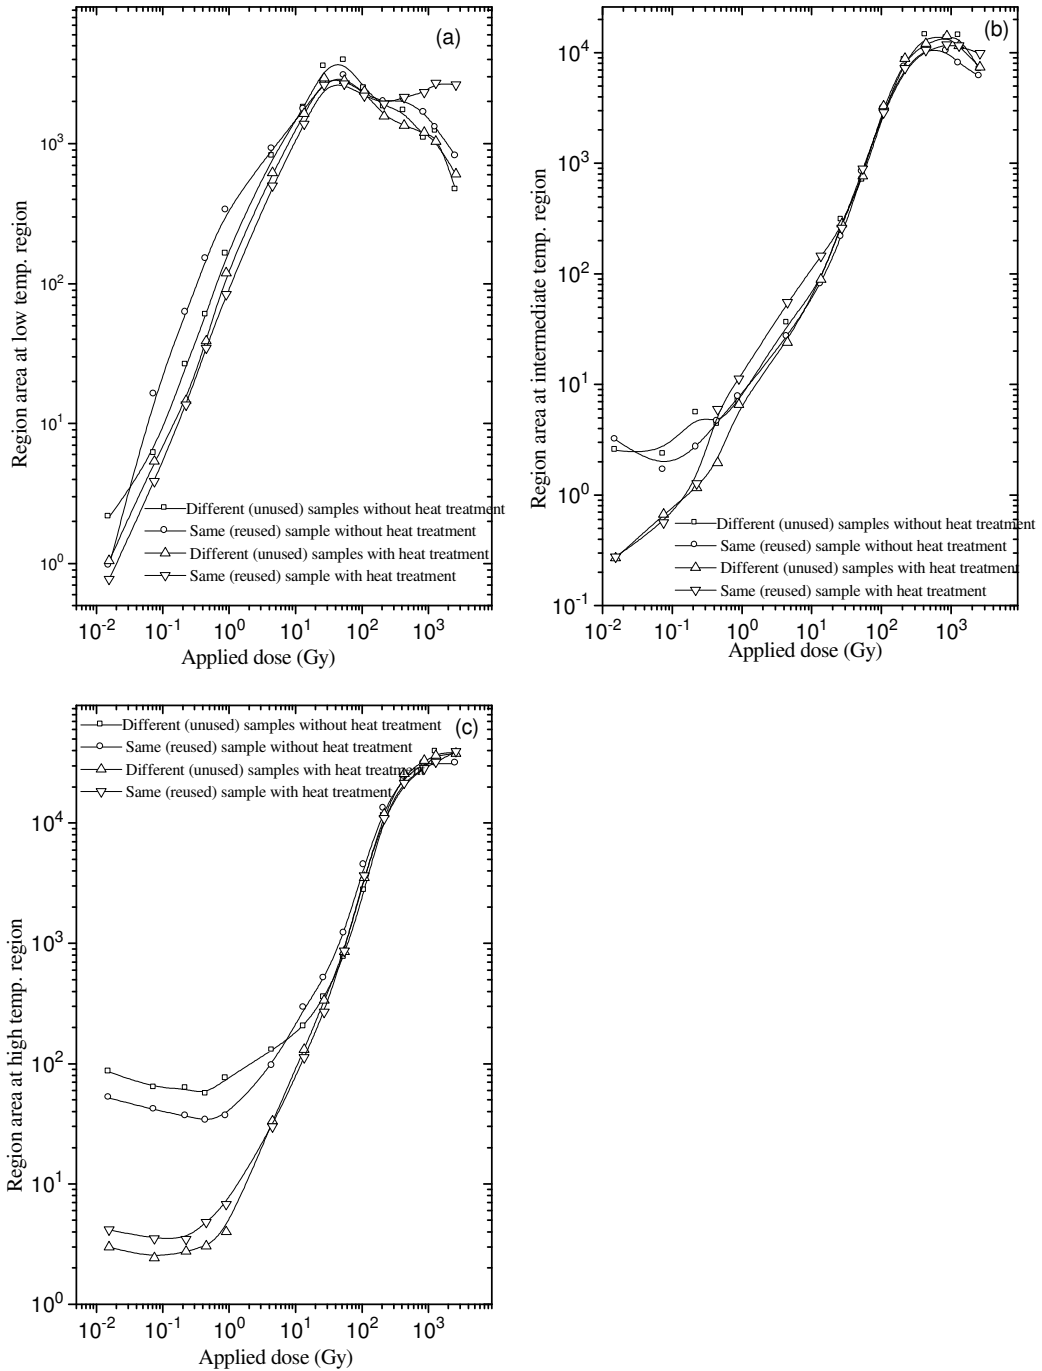 (a)
10^3
10^2
10^1
10^0
Region area at low temp. region
Different (unused) samples without heat treatment
Same (reused) sample without heat treatment
Different (unused) samples with heat treatment
Same (reused) sample with heat treatment
10^-2 10^-1 10^0 10^1 10^2 10^3
Applied dose (Gy)
(b)
10^4
10^3
10^2
10^1
10^0
10^-1
Region area at intermediate temp. region
Different (unused) samples without heat treatment
Same (reused) sample without heat treatment
Different (unused) samples with heat treatment
Same (reused) sample with heat treatment
10^-2 10^-1 10^0 10^1 10^2 10^3
Applied dose (Gy)
(c)
Different (unused) samples without heat treatment
Same (reused) sample without heat treatment
Different (unused) samples with heat treatment
Same (reused) sample with heat treatment
10^4
10^3
10^2
10^1
10^0
Region area at high temp. region
10^-2 10^-1 10^0 10^1 10^2 10^3
Applied dose (Gy)